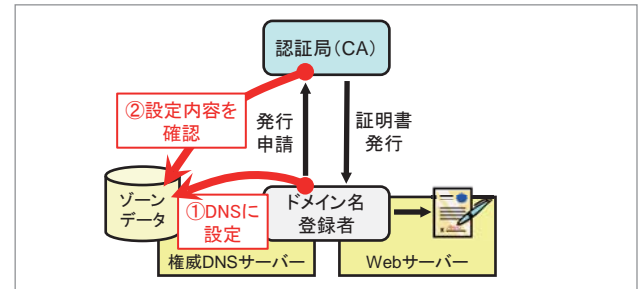 認証局(CA)
②設定内容を
確認
発行
申請
証明書
発行
ゾーン
データ
①DNSに
設定
ドメイン名
登録者
権威DNSサーバー
Webサーバー